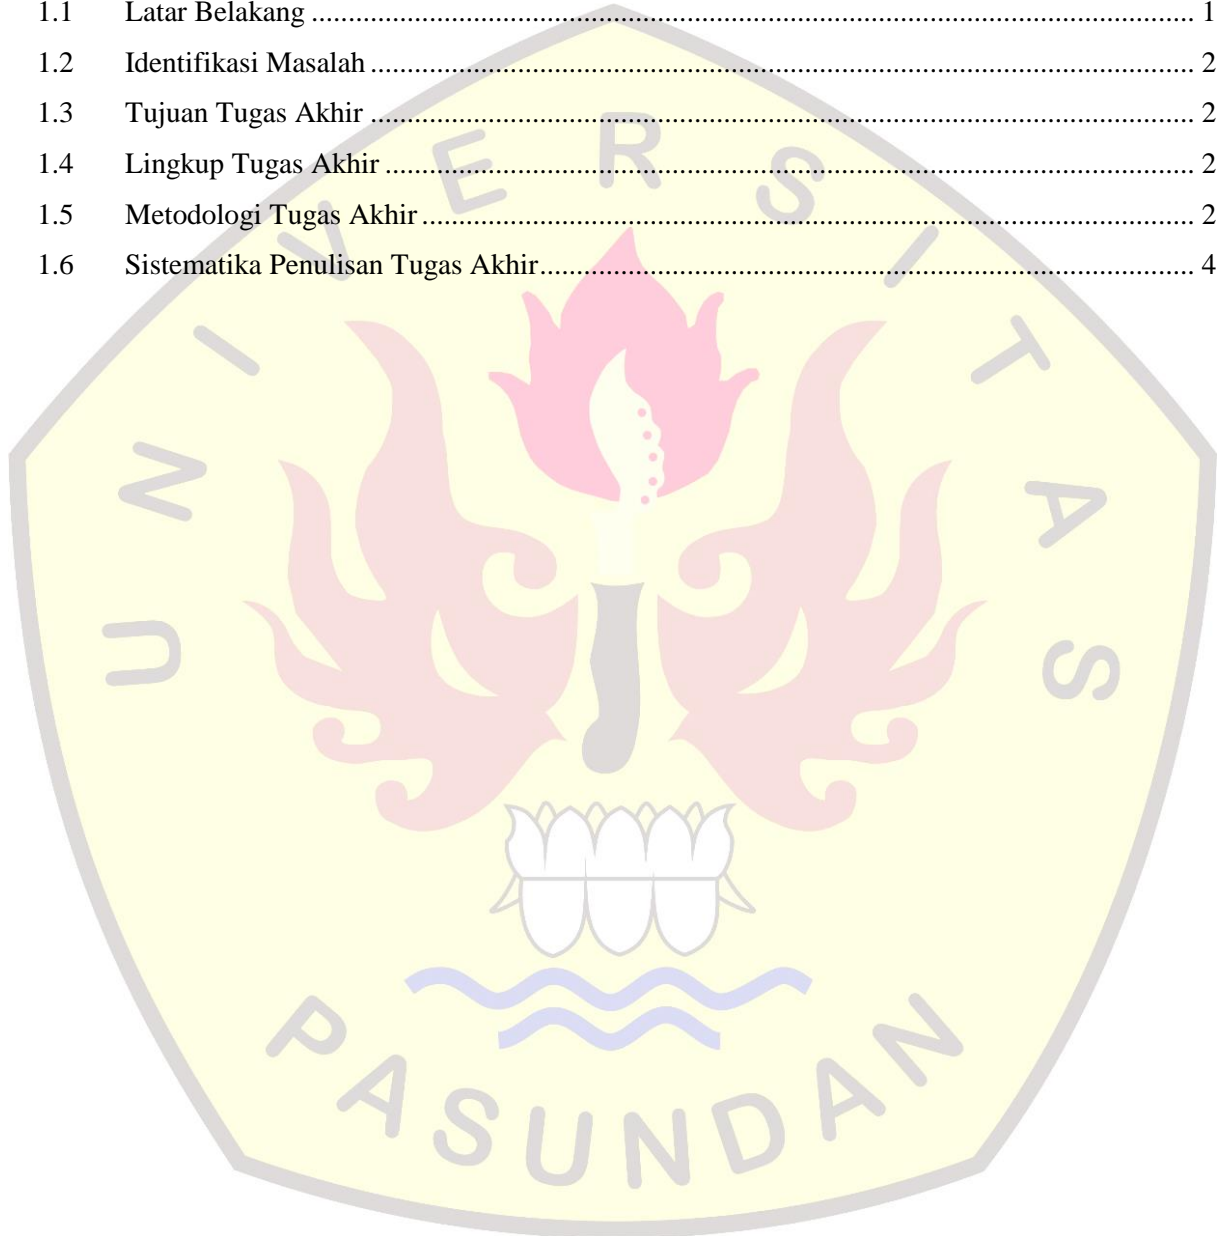 1.1 Latar Belakang ........................................................................................................................ 1
1.2 Identifikasi Masalah ................................................................................................................ 2
1.3 Tujuan Tugas Akhir ................................................................................................................ 2
1.4 Lingkup Tugas Akhir .............................................................................................................. 2
1.5 Metodologi Tugas Akhir ......................................................................................................... 2
1.6 Sistematika Penulisan Tugas Akhir......................................................................................... 4
UNIVERSITAS
PASUNDAN